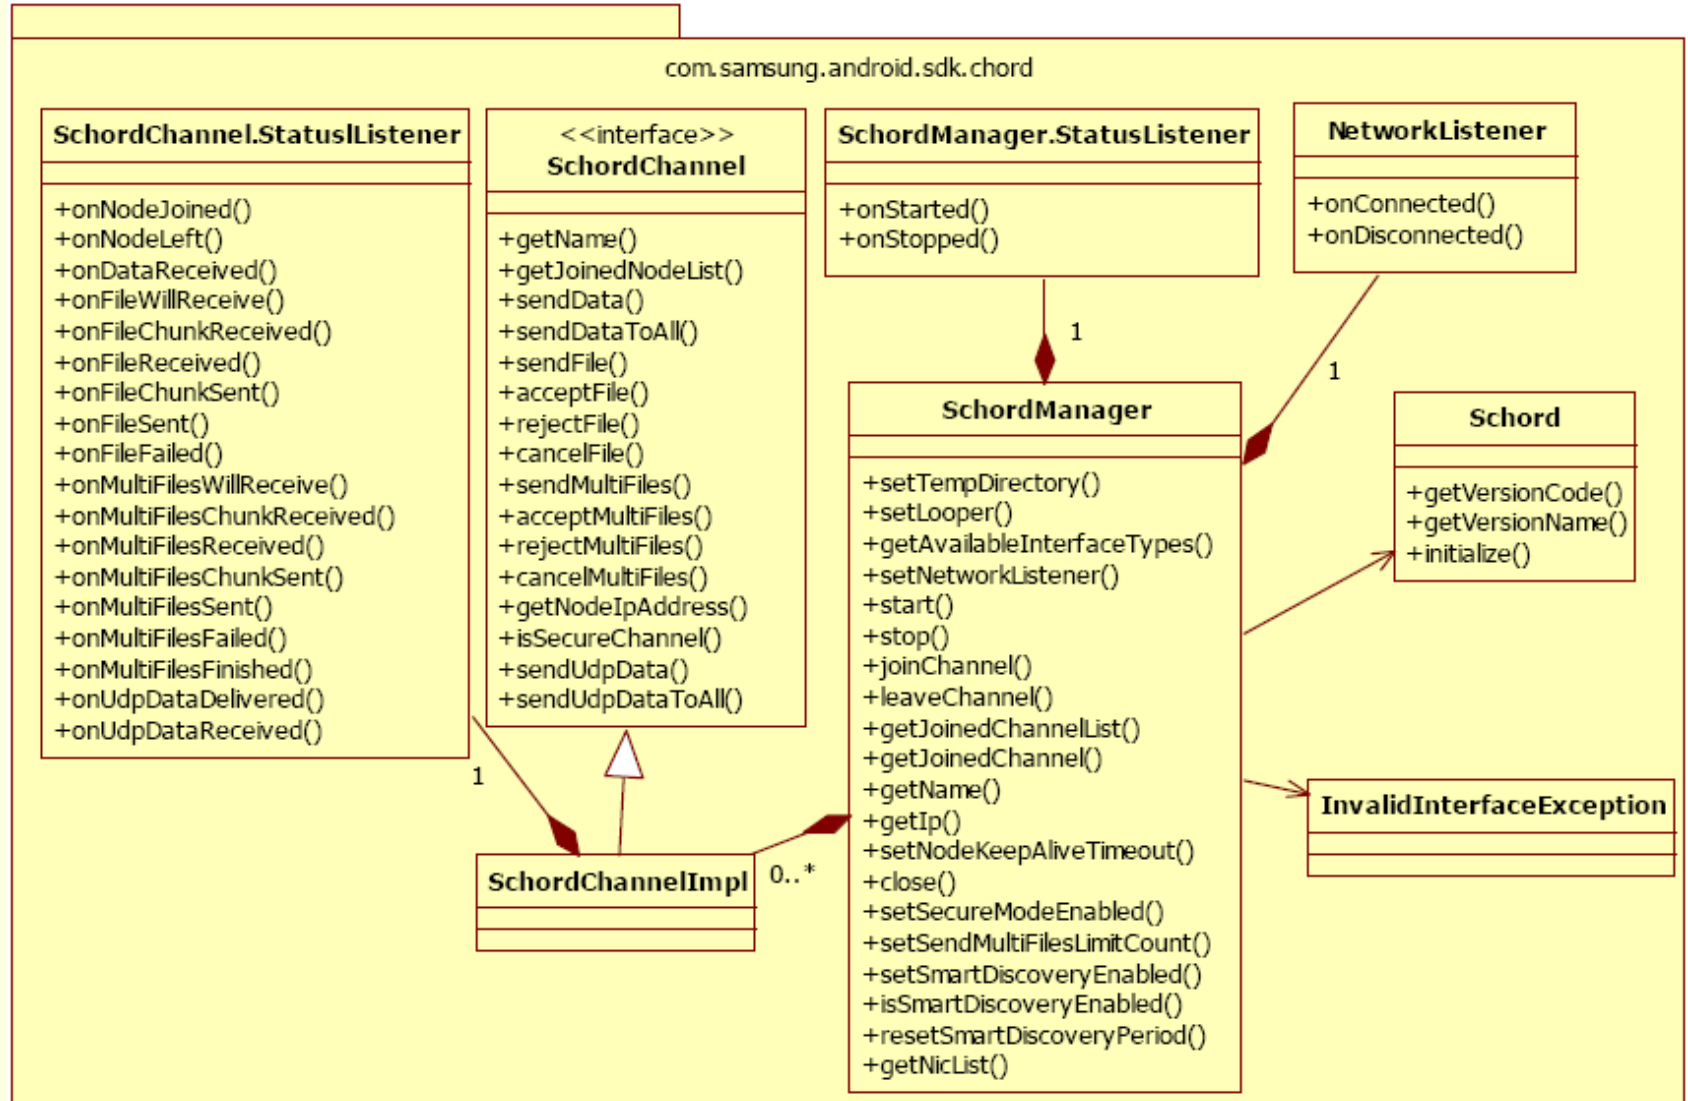 com.samsung.android.sdk.chord
SchordChannel.StatuslListener
+onNodeJoined()
+onNodeLeft()
+onDataReceived()
+onFileWillReceive()
+onFileChunkReceived()
+onFileReceived()
+onFileChunkSent()
+onFileSent()
+onFileFailed()
+onMultiFilesWillReceive()
+onMultiFilesChunkReceived()
+onMultiFilesReceived()
+onMultiFilesChunkSent()
+onMultiFilesSent()
+onMultiFilesFailed()
+onMultiFilesFinished()
+onUdpDataDelivered()
+onUdpDataReceived()
<<interface>>
SchordChannel
+getName()
+getJoinedNodeList()
+sendData()
+sendDataToAll()
+sendFile()
+acceptFile()
+rejectFile()
+cancelFile()
+sendMultiFiles()
+acceptMultiFiles()
+rejectMultiFiles()
+cancelMultiFiles()
+getNodeIpAddress()
+isSecureChannel()
+sendUdpData()
+sendUdpDataToAll()
SchordManager.StatusListener
+onStarted()
+onStopped()
NetworkListener
+onConnected()
+onDisconnected()
1
1
SchordManager
+setTempDirectory()
+setLooper()
+getAvailableInterfaceTypes()
+setNetworkListener()
+start()
+stop()
+joinChannel()
+leaveChannel()
+getJoinedChannelList()
+getJoinedChannel()
+getName()
+getIp()
+setNodeKeepAliveTimeout()
+close()
+setSecureModeEnabled()
+setSendMultiFilesLimitCount()
+setSmartDiscoveryEnabled()
+isSmartDiscoveryEnabled()
+resetSmartDiscoveryPeriod()
+getNicList()
Schord
+getVersionCode()
+getVersionName()
+initialize()
InvalidInterfaceException
1
SchordChannelImpl
0..*